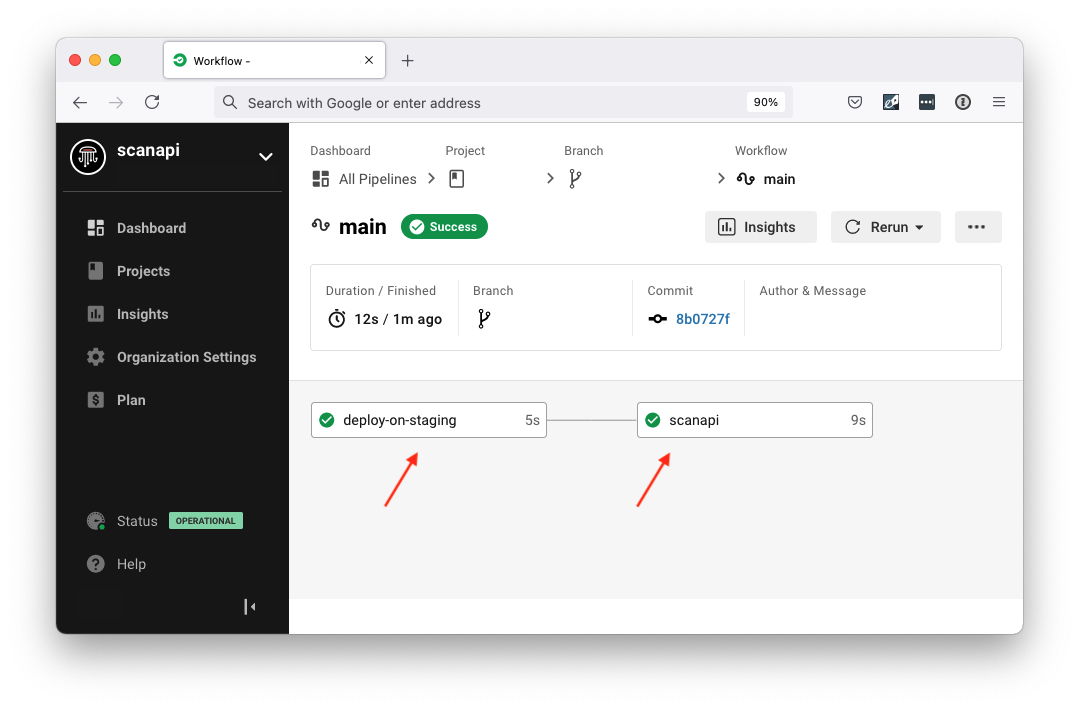 Workflow -
Search with Google or enter address
90%
scanapi
Dashboard
Projects
Insights
Organization Settings
Plan
Status OPERATIONAL
Help
Dashboard Project Branch Workflow
All Pipelines main
main Success Insights Rerun
Duration / Finished Branch Commit Author & Message
12s / 1m ago 8b0727f
deploy-on-staging 5s scanapi 9s